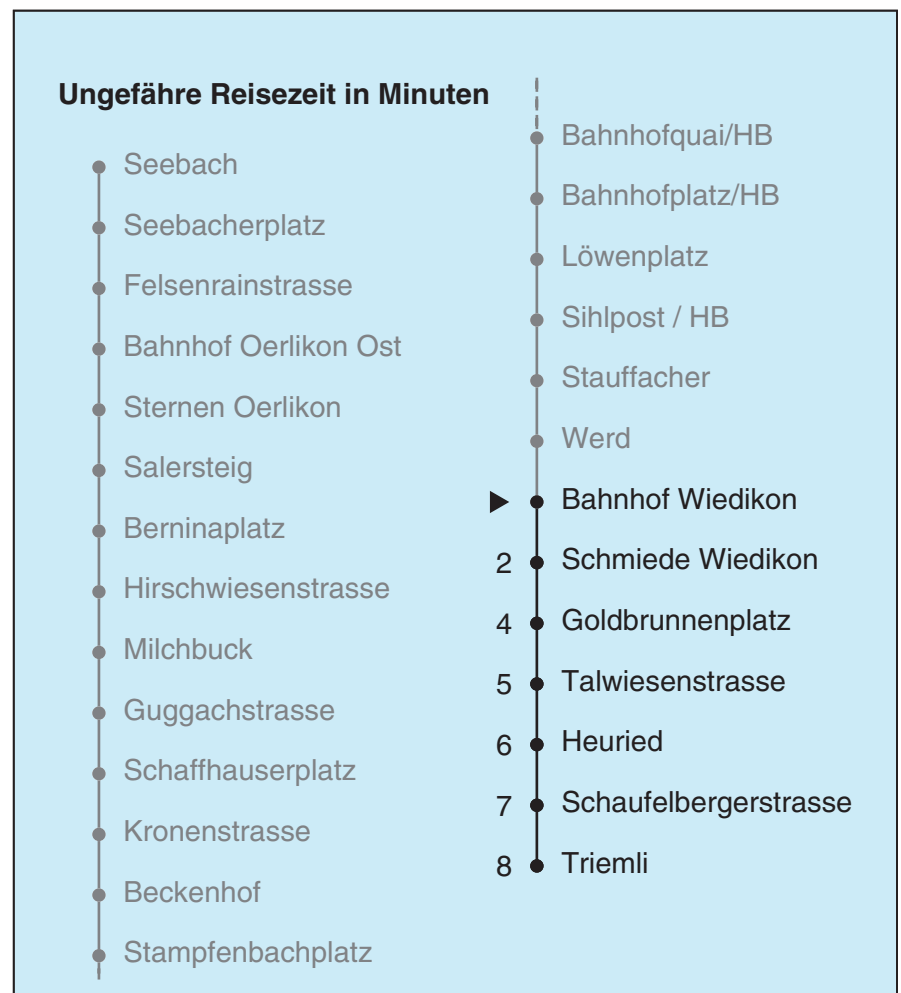 Ungefähre Reisezeit in Minuten
Seebach
Seebacherplatz
Felsenrainstrasse
Bahnhof Oerlikon Ost
Sternen Oerlikon
Salersteig
Berninaplatz
Hirschwiesenstrasse
Milchbuck
Guggachstrasse
Schaffhauserplatz
Kronenstrasse
Beckenhof
Stampfenbachplatz
Bahnhofquai/HB
Bahnhofplatz/HB
Löwenplatz
Sihlpost / HB
Stauffacher
Werd
Bahnhof Wiedikon
2 Schmiede Wiedikon
4 Goldbrunnenplatz
5 Talwiesenstrasse
6 Heuried
7 Schaufelbergerstrasse
8 Triemli